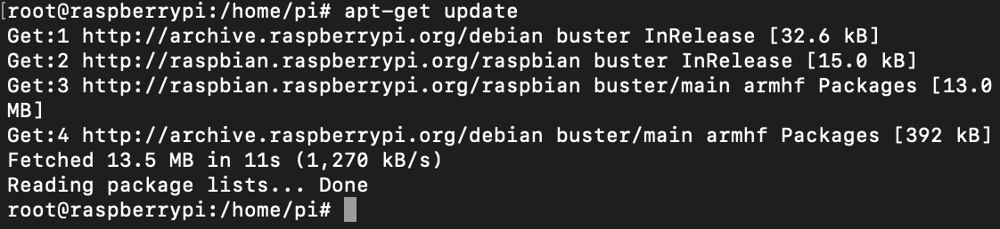 [root@raspberrypi:/home/pi# apt-get update
Get:1 http://archive.raspberrypi.org/debian buster InRelease [32.6 kB]
Get:2 http://raspbian.raspberrypi.org/raspbian buster InRelease [15.0 kB]
Get:3 http://raspbian.raspberrypi.org/raspbian buster/main armhf Packages [13.0
MB]
Get:4 http://archive.raspberrypi.org/debian buster/main armhf Packages [392 kB]
Fetched 13.5 MB in 11s (1,270 kB/s)
Reading package lists... Done
root@raspberrypi:/home/pi#